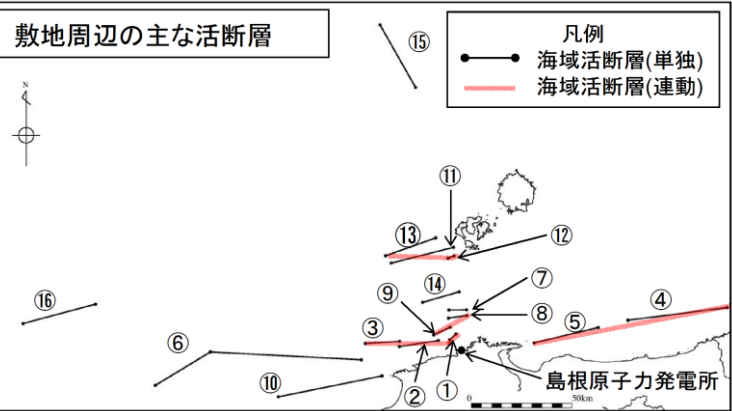 敷地周辺の主な活断層
凡例
海域活断層(単独)
海域活断層(連動)
N
⑮
⑪
⑬
⑫
⑭
⑦
⑨
⑧
⑯
④
③
⑤
⑥
島根原子力発電所
⑩
②
①
0
50km